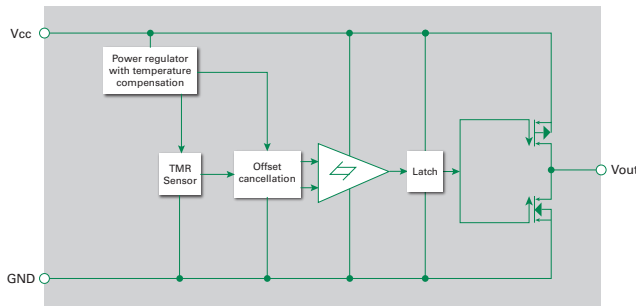 Vcc
Power regulator
with temperature
compensation
TMR
Sensor
Offset
cancellation
Latch
Vout
GND